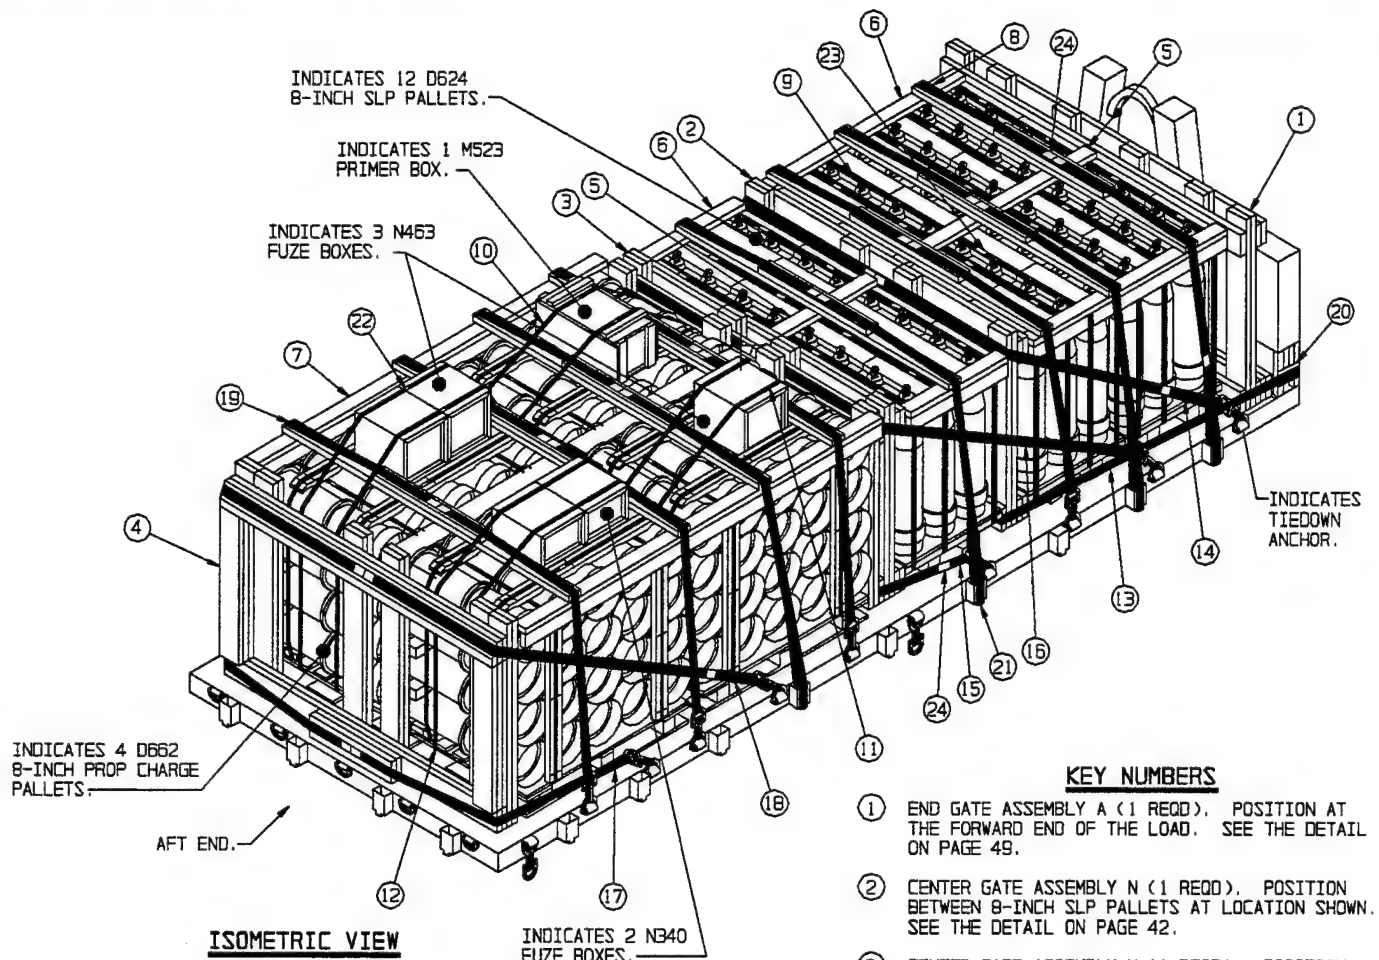 INDICATES 12 D624
8-INCH SLP PALLETS.
INDICATES 1 M523
PRIMER BOX.
INDICATES 3 N463
FUZE BOXES.
6
8
24
5
23
9
1
2
6
5
3
10
22
7
19
20
4
INDICATES
TIEDOWN
ANCHOR.
14
13
16
21
15
24
11
18
INDICATES 4 D662
8-INCH PROP CHARGE
PALLETS.
AFT END.
12
17
ISOMETRIC VIEW
INDICATES 2 N340
FUZE BOXES.
KEY NUMBERS
1 END GATE ASSEMBLY A (1 REQD). POSITION AT
THE FORWARD END OF THE LOAD. SEE THE DETAIL
ON PAGE 49.
2 CENTER GATE ASSEMBLY N (1 REQD). POSITION
BETWEEN 8-INCH SLP PALLETS AT LOCATION SHOWN.
SEE THE DETAIL ON PAGE 42.